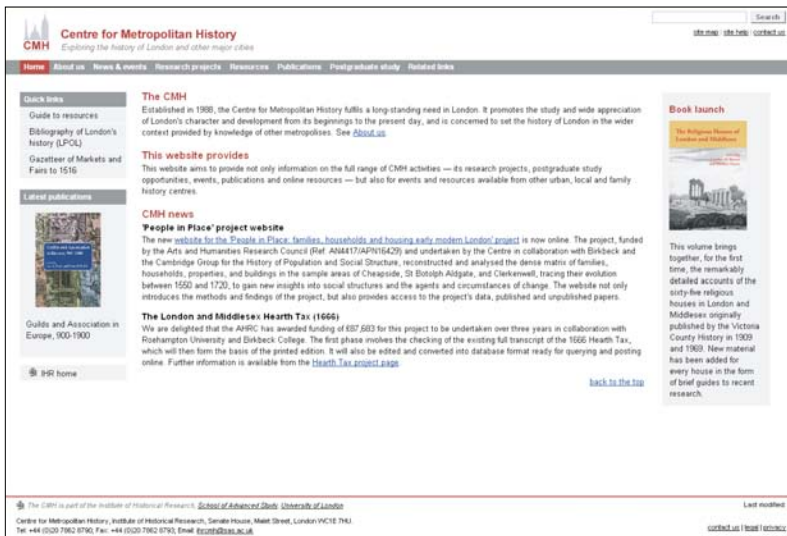 Search
site map | site help | contact us
CMH
Centre for Metropolitan History
Exploring the history of London and other major cities
Home About us News & events Research projects Resources Publications Postgraduate study Related links
Quick links
Guide to resources
Bibliography of London's
history (LPOL)
Gazetteer of Markets and
Fairs to 1516
Latest publications
Guilds and Association in
Europe, 900-1900
IHR home
The CMH
Established in 1988, the Centre for Metropolitan History fulfils a long-standing need in London. It promotes the study and wide appreciation
of London's character and development from its beginnings to the present day, and is concerned to set the history of London in the wider
context provided by knowledge of other metropolises. See About us.
This website provides
This website aims to provide not only information on the full range of CMH activities — its research projects, postgraduate study
opportunities, events, publications and online resources — but also for events and resources available from other urban, local and family
history centres.
CMH news
'People in Place' project website
The new website for the 'People in Place: families, households and housing early modern London' project is now online. The project, funded
by the Arts and Humanities Research Council (Ref. AN4417/APN16429) and undertaken by the Centre in collaboration with Birkbeck and
the Cambridge Group for the History of Population and Social Structure, reconstructed and analysed the dense matrix of families,
households, properties, and buildings in the sample areas of Cheapside, St Botolph Aldgate, and Clerkenwell, tracing their evolution
between 1550 and 1720, to gain new insights into social structures and the agents and circumstances of change. The website not only
introduces the methods and findings of the project, but also provides access to the project's data, published and unpublished papers.
The London and Middlesex Hearth Tax (1666)
We are delighted that the AHRC has awarded funding of £87,683 for this project to be undertaken over three years in collaboration with
Roehampton University and Birkbeck College. The first phase involves the checking of the existing full transcript of the 1666 Hearth Tax,
which will then form the basis of the printed edition. It will also be edited and converted into database format ready for querying and posting
online. Further information is available from the Hearth Tax project page.
back to the top
Book launch
The Religious Houses of
London and Middlesex
This volume brings
together, for the first
time, the remarkably
detailed accounts of the
sixty-five religious
houses in London and
Middlesex originally
published by the Victoria
County History in 1909
and 1969. New material
has been added for
every house in the form
of brief guides to recent
research.
The CMH is part of the Institute of Historical Research, School of Advanced Study, University of London
Last modified:
Centre for Metropolitan History, Institute of Historical Research, Senate House, Malet Street, London WC1E 7HU.
Tel: +44 (0)20 7862 8790; Fax: +44 (0)20 7862 8793; Email: ihrcmh@sas.ac.uk
contact us | legal | privacy